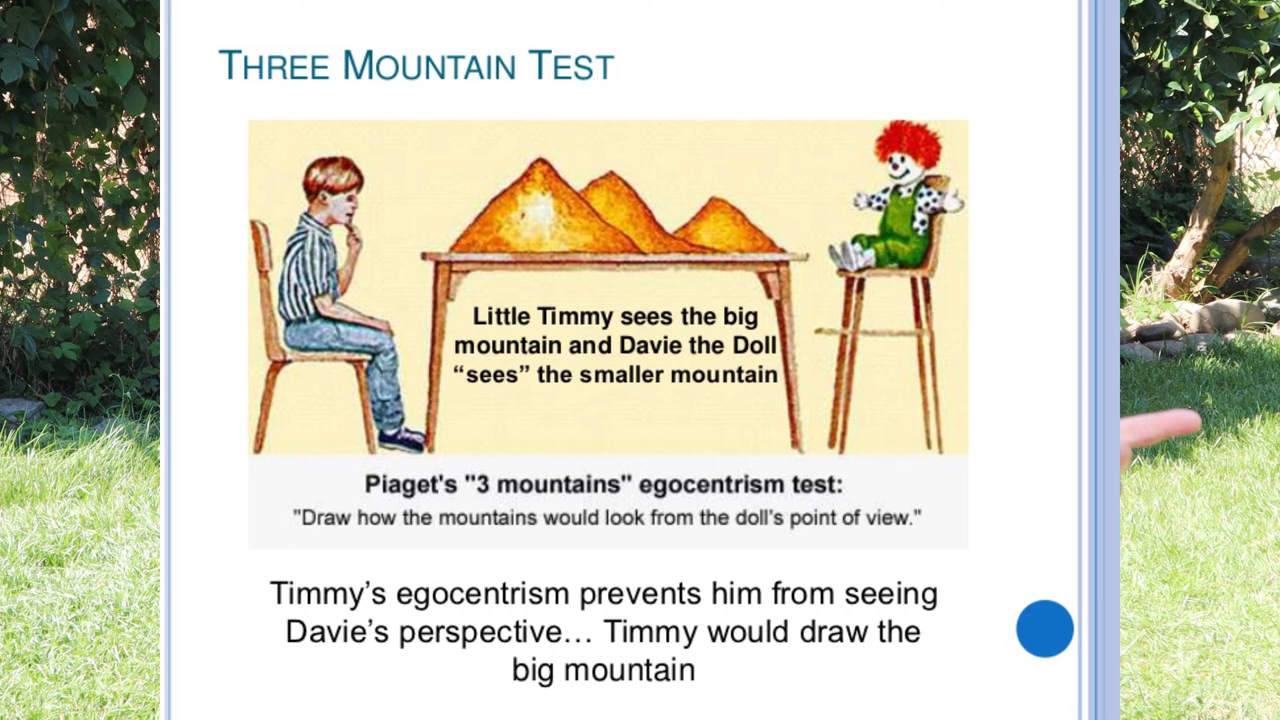 THREE MOUNTAIN TEST
Little Timmy sees the big
mountain and Davie the Doll
“sees” the smaller mountain
Piaget's "3 mountains" egocentrism test:
"Draw how the mountains would look from the doll's point of view."
Timmy’s egocentrism prevents him from seeing
Davie’s perspective… Timmy would draw the
big mountain